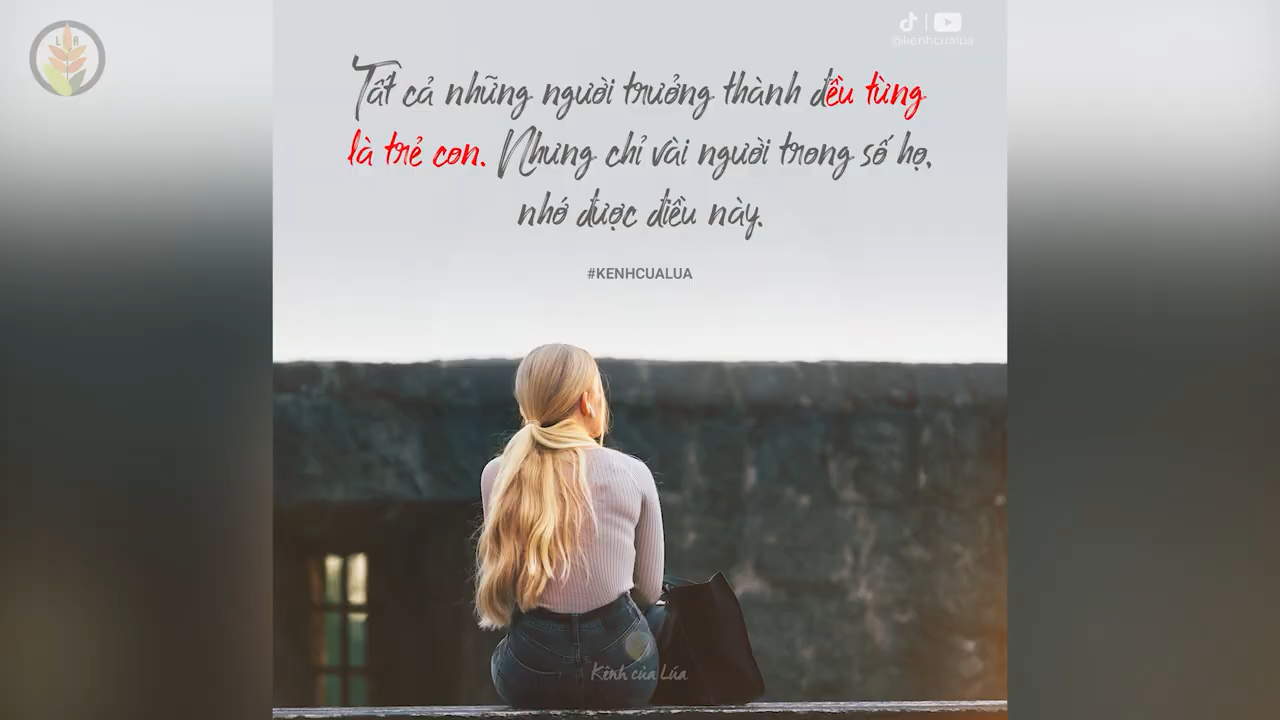 L A
@kenhcualua
Tất cả những người trưởng thành đều từng
là trẻ con. Nhưng chỉ vài người trong số họ,
nhớ được điều này.
#KENHCUALUA
Kênh của Lúa